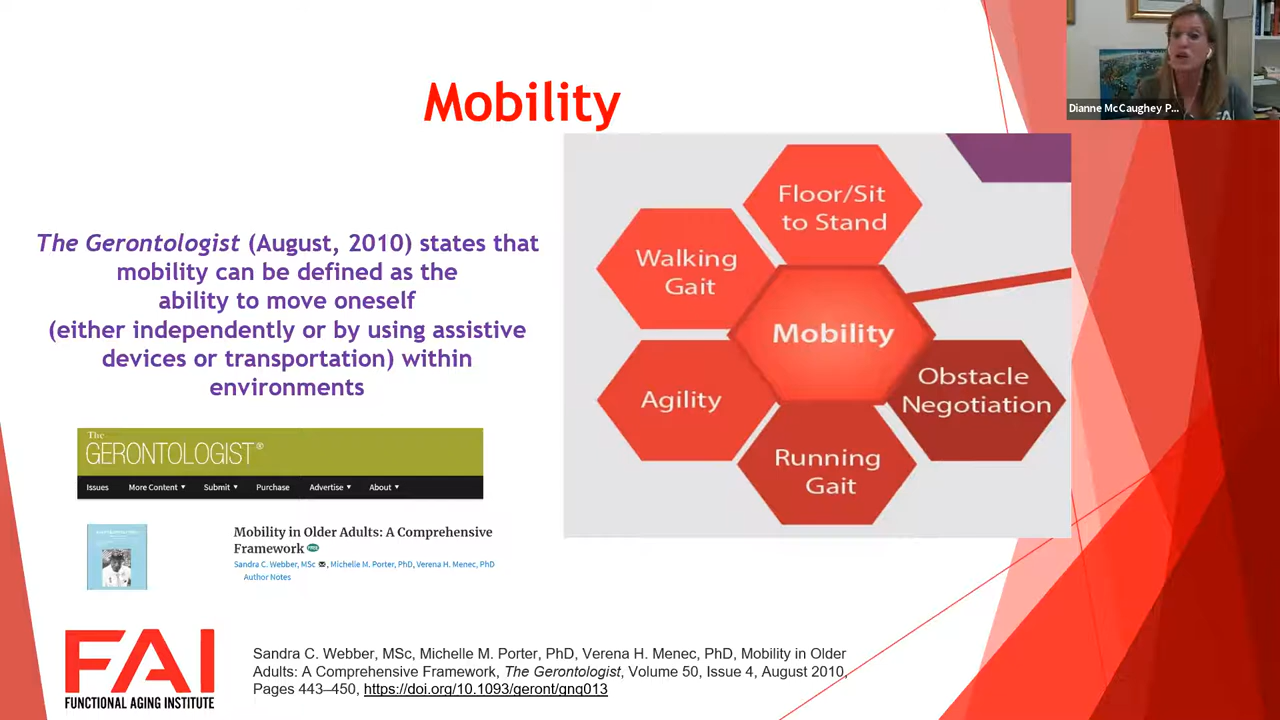 Mobility
Dianne McCaughey P...
The Gerontologist (August, 2010) states that
mobility can be defined as the
ability to move oneself
(either independently or by using assistive
devices or transportation) within
environments
Floor/Sit
to Stand
Walking
Gait
Mobility
Obstacle
Negotiation
Agility
Running
Gait
The
GERONTOLOGIST®
Issues More Content ▼ Submit ▼ Purchase Advertise ▼ About ▼
Mobility in Older Adults: A Comprehensive
Framework FREE
Sandra C. Webber, MSc ✉, Michelle M. Porter, PhD, Verena H. Menec, PhD
Author Notes
FAI
FUNCTIONAL AGING INSTITUTE
Sandra C. Webber, MSc, Michelle M. Porter, PhD, Verena H. Menec, PhD, Mobility in Older
Adults: A Comprehensive Framework, The Gerontologist, Volume 50, Issue 4, August 2010,
Pages 443–450, https://doi.org/10.1093/geront/gnq013